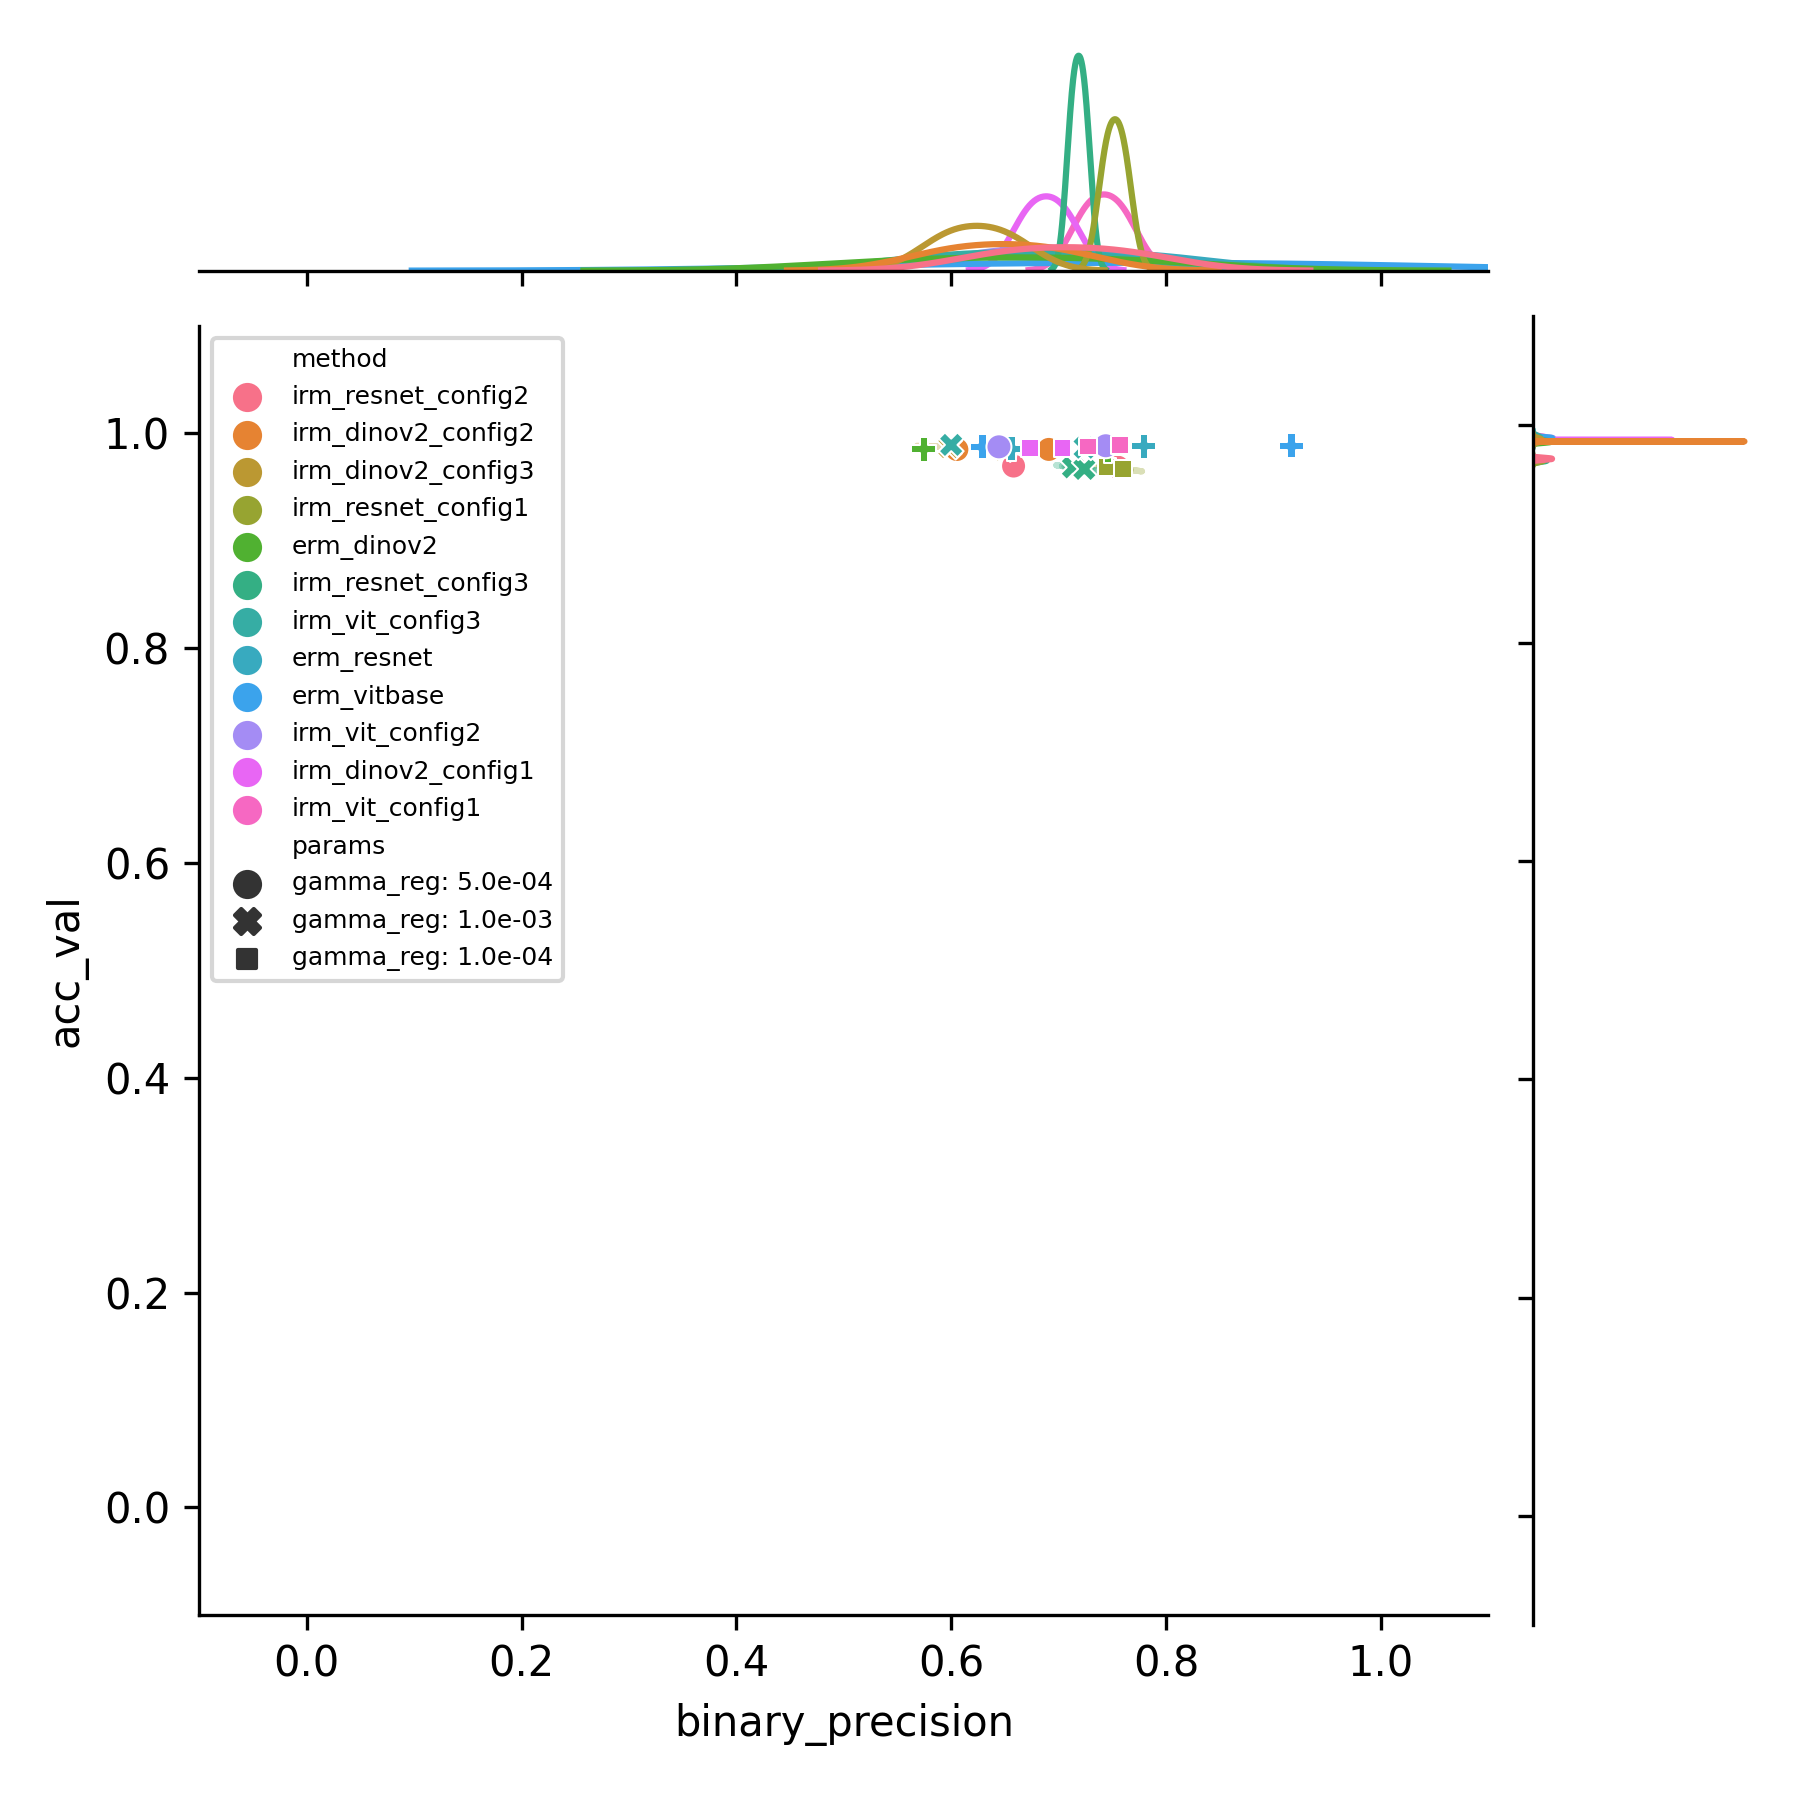 method
irm_resnet_config2
irm_dinov2_config2
irm_dinov2_config3
irm_resnet_config1
erm_dinov2
irm_resnet_config3
irm_vit_config3
erm_resnet
erm_vitbase
irm_vit_config2
irm_dinov2_config1
irm_vit_config1
params
gamma_reg: 5.0e-04
gamma_reg: 1.0e-03
gamma_reg: 1.0e-04
1.0
0.8
0.6
0.4
0.2
0.0
acc_val
0.0 0.2 0.4 0.6 0.8 1.0
binary_precision